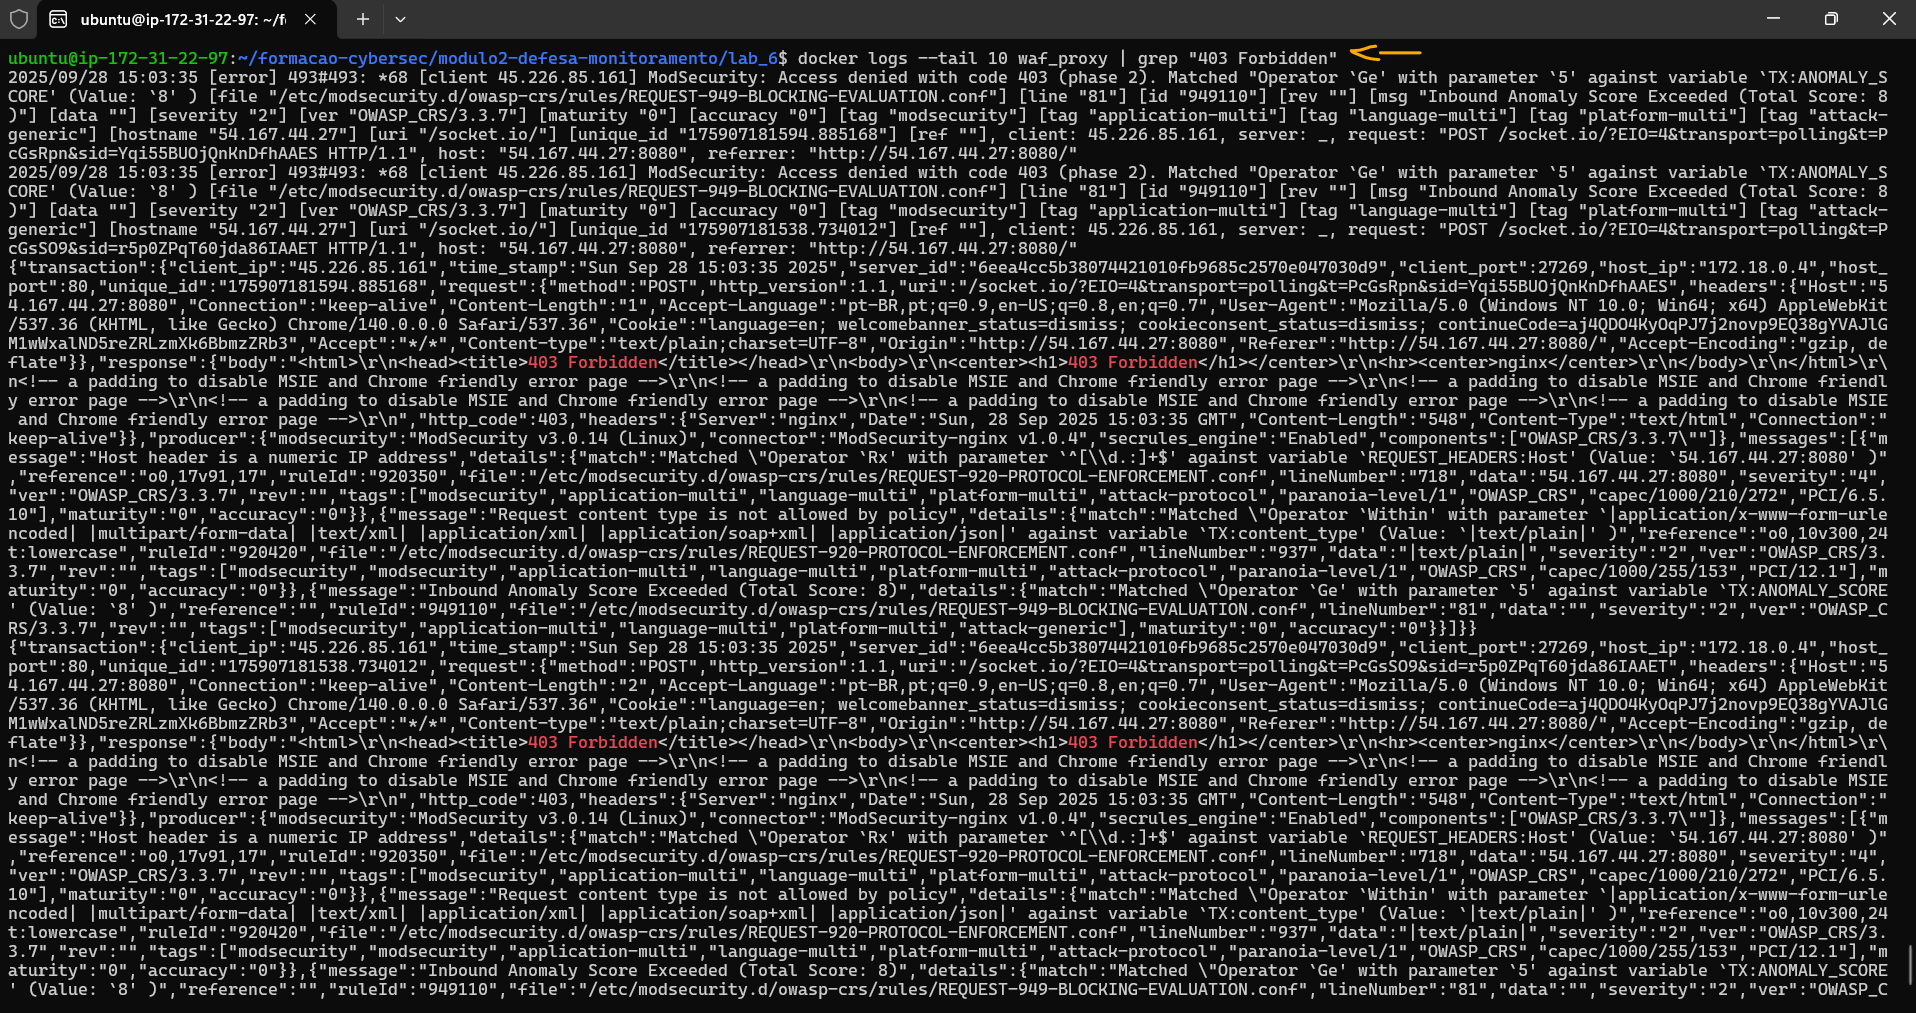 ubuntu@ip-172-31-22-97: ~/f
ubuntu@ip-172-31-22-97:~/formacao-cybersec/modulo2-defesa-monitoramento/lab_6$ docker logs --tail 10 waf_proxy | grep "403 Forbidden"
2025/09/28 15:03:35 [error] 493#493: *68 [client 45.226.85.161] ModSecurity: Access denied with code 403 (phase 2). Matched "Operator `Ge' with parameter `5' against variable `TX:ANOMALY_S
CORE' (Value: `8' ) [file "/etc/modsecurity.d/owasp-crs/rules/REQUEST-949-BLOCKING-EVALUATION.conf"] [line "81"] [id "949110"] [rev ""] [msg "Inbound Anomaly Score Exceeded (Total Score: 8
)"] [data ""] [severity "2"] [ver "OWASP_CRS/3.3.7"] [maturity "0"] [accuracy "0"] [tag "modsecurity"] [tag "application-multi"] [tag "language-multi"] [tag "platform-multi"] [tag "attack-
generic"] [hostname "54.167.44.27"] [uri "/socket.io/"] [unique_id "175907181594.885168"] [ref ""], client: 45.226.85.161, server: _, request: "POST /socket.io/?EIO=4&transport=polling&t=P
cGsRpn&sid=Yqi55BUOjQnKnDfhAAES HTTP/1.1", host: "54.167.44.27:8080", referrer: "http://54.167.44.27:8080/"
2025/09/28 15:03:35 [error] 493#493: *68 [client 45.226.85.161] ModSecurity: Access denied with code 403 (phase 2). Matched "Operator `Ge' with parameter `5' against variable `TX:ANOMALY_S
CORE' (Value: `8' ) [file "/etc/modsecurity.d/owasp-crs/rules/REQUEST-949-BLOCKING-EVALUATION.conf"] [line "81"] [id "949110"] [rev ""] [msg "Inbound Anomaly Score Exceeded (Total Score: 8
)"] [data ""] [severity "2"] [ver "OWASP_CRS/3.3.7"] [maturity "0"] [accuracy "0"] [tag "modsecurity"] [tag "application-multi"] [tag "language-multi"] [tag "platform-multi"] [tag "attack-
generic"] [hostname "54.167.44.27"] [uri "/socket.io/"] [unique_id "175907181538.734012"] [ref ""], client: 45.226.85.161, server: _, request: "POST /socket.io/?EIO=4&transport=polling&t=P
cGsSO9&sid=r5p0ZPqT60jda86IAAET HTTP/1.1", host: "54.167.44.27:8080", referrer: "http://54.167.44.27:8080/"
{"transaction":{"client_ip":"45.226.85.161","time_stamp":"Sun Sep 28 15:03:35 2025","server_id":"6eea4cc5b38074421010fb9685c2570e047030d9","client_port":27269,"host_ip":"172.18.0.4","host_
port":80,"unique_id":"175907181594.885168","request":{"method":"POST","http_version":1.1,"uri":"/socket.io/?EIO=4&transport=polling&t=PcGsRpn&sid=Yqi55BUOjQnKnDfhAAES","headers":{"Host":"5
4.167.44.27:8080","Connection":"keep-alive","Content-Length":"1","Accept-Language":"pt-BR,pt;q=0.9,en-US;q=0.8,en;q=0.7","User-Agent":"Mozilla/5.0 (Windows NT 10.0; Win64; x64) AppleWebKit
/537.36 (KHTML, like Gecko) Chrome/140.0.0.0 Safari/537.36","Cookie":"language=en; welcomebanner_status=dismiss; cookieconsent_status=dismiss; continueCode=aj4QDO4kyOqPJ7j2novp9EQ38gYVAJlG
M1wWxalND5reZRLzmXk6BbmzZRb3","Accept":"*/*","Content-type":"text/plain;charset=UTF-8","Origin":"http://54.167.44.27:8080","Referer":"http://54.167.44.27:8080/","Accept-Encoding":"gzip, de
flate"}},"response":{"body":"<html>\r\n<head><title>403 Forbidden</title></head>\r\n<body>\r\n<center><h1>403 Forbidden</h1></center>\r\n<hr><center>nginx</center>\r\n</body>\r\n</html>\r\
n<!-- a padding to disable MSIE and Chrome friendly error page -->\r\n<!-- a padding to disable MSIE and Chrome friendly error page -->\r\n<!-- a padding to disable MSIE and Chrome friendl
y error page -->\r\n<!-- a padding to disable MSIE and Chrome friendly error page -->\r\n<!-- a padding to disable MSIE and Chrome friendly error page -->\r\n<!-- a padding to disable MSIE
 and Chrome friendly error page -->\r\n","http_code":403,"headers":{"Server":"nginx","Date":"Sun, 28 Sep 2025 15:03:35 GMT","Content-Length":"548","Content-Type":"text/html","Connection":"
keep-alive"}},"producer":{"modsecurity":"ModSecurity v3.0.14 (Linux)","connector":"ModSecurity-nginx v1.0.4","secrules_engine":"Enabled","components":["OWASP_CRS/3.3.7\""]},"messages":[{"m
essage":"Host header is a numeric IP address","details":{"match":"Matched \"Operator `Rx' with parameter `^[\\d.:]+$' against variable `REQUEST_HEADERS:Host' (Value: `54.167.44.27:8080' )"
,"reference":"o0,17v91,17","ruleId":"920350","file":"/etc/modsecurity.d/owasp-crs/rules/REQUEST-920-PROTOCOL-ENFORCEMENT.conf","lineNumber":"718","data":"54.167.44.27:8080","severity":"4",
"ver":"OWASP_CRS/3.3.7","rev":"","tags":["modsecurity","application-multi","language-multi","platform-multi","attack-protocol","paranoia-level/1","OWASP_CRS","capec/1000/210/272","PCI/6.5.
10"],"maturity":"0","accuracy":"0"}},{"message":"Request content type is not allowed by policy","details":{"match":"Matched \"Operator `Within' with parameter `|application/x-www-form-urle
ncoded| |multipart/form-data| |text/xml| |application/xml| |application/soap+xml| |application/json|' against variable `TX:content_type' (Value: `|text/plain|' )","reference":"o0,10v300,24
t:lowercase","ruleId":"920420","file":"/etc/modsecurity.d/owasp-crs/rules/REQUEST-920-PROTOCOL-ENFORCEMENT.conf","lineNumber":"937","data":"|text/plain|","severity":"2","ver":"OWASP_CRS/3.
3.7","rev":"","tags":["modsecurity","modsecurity","application-multi","language-multi","platform-multi","attack-protocol","paranoia-level/1","OWASP_CRS","capec/1000/255/153","PCI/12.1"],"m
aturity":"0","accuracy":"0"}},{"message":"Inbound Anomaly Score Exceeded (Total Score: 8)","details":{"match":"Matched \"Operator `Ge' with parameter `5' against variable `TX:ANOMALY_SCORE
' (Value: `8' )","reference":"","ruleId":"949110","file":"/etc/modsecurity.d/owasp-crs/rules/REQUEST-949-BLOCKING-EVALUATION.conf","lineNumber":"81","data":"","severity":"2","ver":"OWASP_C
RS/3.3.7","rev":"","tags":["modsecurity","application-multi","language-multi","platform-multi","attack-generic"],"maturity":"0","accuracy":"0"}}]}}
{"transaction":{"client_ip":"45.226.85.161","time_stamp":"Sun Sep 28 15:03:35 2025","server_id":"6eea4cc5b38074421010fb9685c2570e047030d9","client_port":27269,"host_ip":"172.18.0.4","host_
port":80,"unique_id":"175907181538.734012","request":{"method":"POST","http_version":1.1,"uri":"/socket.io/?EIO=4&transport=polling&t=PcGsSO9&sid=r5p0ZPqT60jda86IAAET","headers":{"Host":"5
4.167.44.27:8080","Connection":"keep-alive","Content-Length":"2","Accept-Language":"pt-BR,pt;q=0.9,en-US;q=0.8,en;q=0.7","User-Agent":"Mozilla/5.0 (Windows NT 10.0; Win64; x64) AppleWebKit
/537.36 (KHTML, like Gecko) Chrome/140.0.0.0 Safari/537.36","Cookie":"language=en; welcomebanner_status=dismiss; cookieconsent_status=dismiss; continueCode=aj4QDO4kyOqPJ7j2novp9EQ38gYVAJlG
M1wWxalND5reZRLzmXk6BbmzZRb3","Accept":"*/*","Content-type":"text/plain;charset=UTF-8","Origin":"http://54.167.44.27:8080","Referer":"http://54.167.44.27:8080/","Accept-Encoding":"gzip, de
flate"}},"response":{"body":"<html>\r\n<head><title>403 Forbidden</title></head>\r\n<body>\r\n<center><h1>403 Forbidden</h1></center>\r\n<hr><center>nginx</center>\r\n</body>\r\n</html>\r\
n<!-- a padding to disable MSIE and Chrome friendly error page -->\r\n<!-- a padding to disable MSIE and Chrome friendly error page -->\r\n<!-- a padding to disable MSIE and Chrome friendl
y error page -->\r\n<!-- a padding to disable MSIE and Chrome friendly error page -->\r\n<!-- a padding to disable MSIE and Chrome friendly error page -->\r\n<!-- a padding to disable MSIE
 and Chrome friendly error page -->\r\n","http_code":403,"headers":{"Server":"nginx","Date":"Sun, 28 Sep 2025 15:03:35 GMT","Content-Length":"548","Content-Type":"text/html","Connection":"
keep-alive"}},"producer":{"modsecurity":"ModSecurity v3.0.14 (Linux)","connector":"ModSecurity-nginx v1.0.4","secrules_engine":"Enabled","components":["OWASP_CRS/3.3.7\""]},"messages":[{"m
essage":"Host header is a numeric IP address","details":{"match":"Matched \"Operator `Rx' with parameter `^[\\d.:]+$' against variable `REQUEST_HEADERS:Host' (Value: `54.167.44.27:8080' )"
,"reference":"o0,17v91,17","ruleId":"920350","file":"/etc/modsecurity.d/owasp-crs/rules/REQUEST-920-PROTOCOL-ENFORCEMENT.conf","lineNumber":"718","data":"54.167.44.27:8080","severity":"4",
"ver":"OWASP_CRS/3.3.7","rev":"","tags":["modsecurity","application-multi","language-multi","platform-multi","attack-protocol","paranoia-level/1","OWASP_CRS","capec/1000/210/272","PCI/6.5.
10"],"maturity":"0","accuracy":"0"}},{"message":"Request content type is not allowed by policy","details":{"match":"Matched \"Operator `Within' with parameter `|application/x-www-form-urle
ncoded| |multipart/form-data| |text/xml| |application/xml| |application/soap+xml| |application/json|' against variable `TX:content_type' (Value: `|text/plain|' )","reference":"o0,10v300,24
t:lowercase","ruleId":"920420","file":"/etc/modsecurity.d/owasp-crs/rules/REQUEST-920-PROTOCOL-ENFORCEMENT.conf","lineNumber":"937","data":"|text/plain|","severity":"2","ver":"OWASP_CRS/3.
3.7","rev":"","tags":["modsecurity","modsecurity","application-multi","language-multi","platform-multi","attack-protocol","paranoia-level/1","OWASP_CRS","capec/1000/255/153","PCI/12.1"],"m
aturity":"0","accuracy":"0"}},{"message":"Inbound Anomaly Score Exceeded (Total Score: 8)","details":{"match":"Matched \"Operator `Ge' with parameter `5' against variable `TX:ANOMALY_SCORE
' (Value: `8' )","reference":"","ruleId":"949110","file":"/etc/modsecurity.d/owasp-crs/rules/REQUEST-949-BLOCKING-EVALUATION.conf","lineNumber":"81","data":"","severity":"2","ver":"OWASP_C